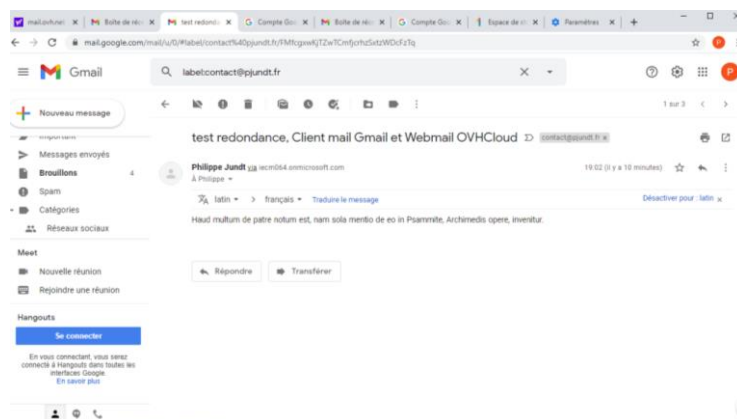 mail.ovh.net
Boîte de réc
test redonda
Compte Goo
Boîte de réc
Compte Goo
Espace de
Paramètres
mail.google.com/mail/u/0/#label/contact%40pjundt.fr/
Gmail
label:contact@pjundt.fr
Nouveau message
1 sur 3
Important
test redondance, Client mail Gmail et Webmail OVHCloud
contact@pjundt.fr x
Messages envoyés
Brouillons 4
Philippe Jundt via iecm064.onmicrosoft.com
19:02 (il y a 10 minutes)
À Philippe
Spam
latin > français Traduire le message
Désactiver pour : latin x
Catégories
Haud multum de patre notum est, nam sola mentio de eo in Psammite, Archimedis opere, invenitur.
Réseaux sociaux
Meet
Nouvelle réunion
Répondre
Transférer
Rejoindre une réunion
Hangouts
Se connecter
En vous connectant, vous serez
connecté à Hangouts dans toutes les
interfaces Google.
En savoir plus